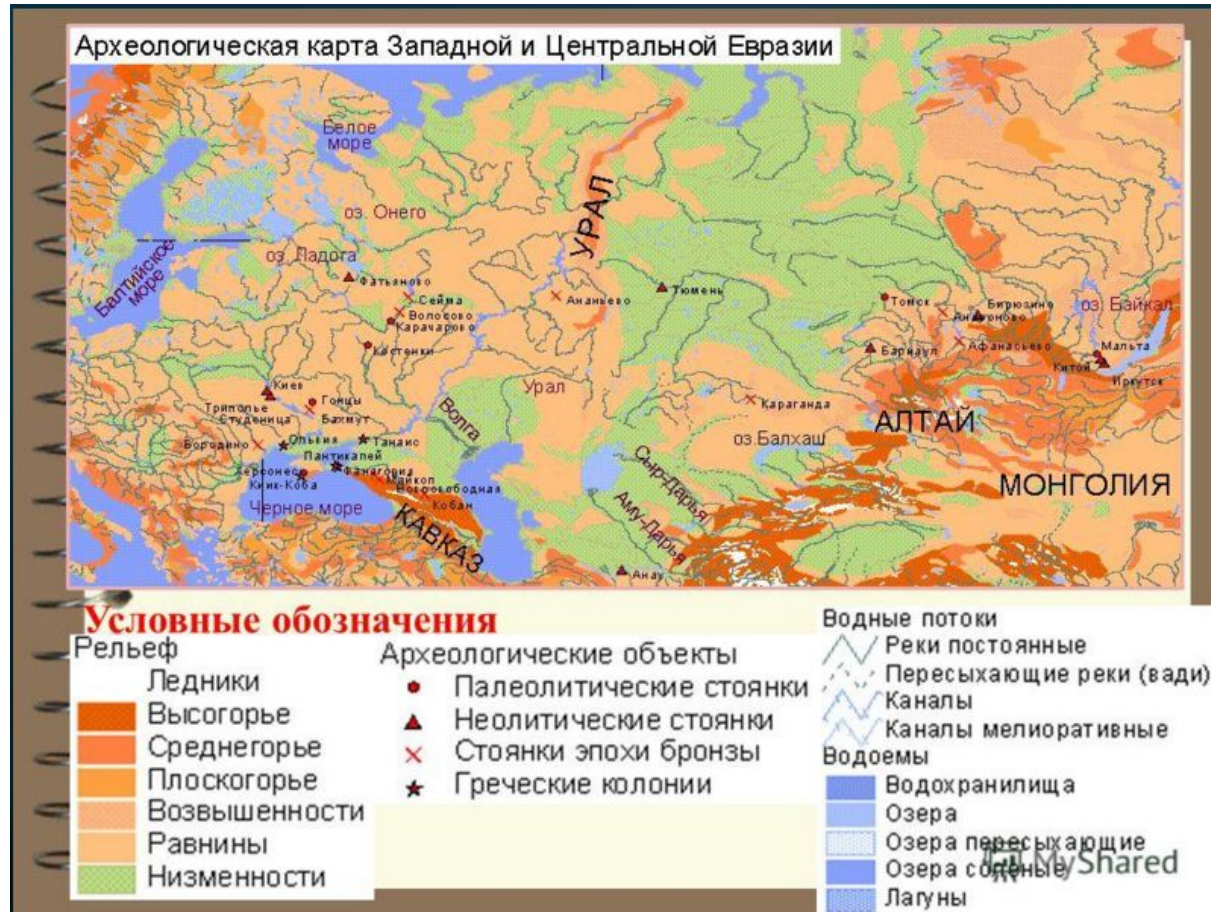 Археологическая карта Западной и Центральной Евразии
Белое
море
оз. Онего
УРАЛ
Балтийское
море
оз. Ладога
Фатьяново
Сейма
Ананьево
Тюмень
Томск
Бирюзино
оз. Байкал
Волосово
Карачарово
Афанасьево
Мальта
Костенки
Барнаул
Китой
Иркутск
Киев
Урал
Гонцы
Триполье
Студеница
Бахмут
Волга
Караганда
АЛТАЙ
Бородино
Ольвия
Танаис
оз.Балхаш
Пантикапей
Херсонес
Фанагория
Майкоп
Сыр-Дарья
МОНГОЛИЯ
Киик-Коба
Новосвободная
Кобан
Черное море
КАВКАЗ
Аму-Дарья
Анау
Условные обозначения
Рельеф
Ледники
Высогорье
Среднегорье
Плоскогорье
Возвышенности
Равнины
Низменности
Археологические объекты
Палеолитические стоянки
Неолитические стоянки
Стоянки эпохи бронзы
Греческие колонии
Водные потоки
Реки постоянные
Пересыхающие реки (вади)
Каналы
Каналы мелиоративные
Водоемы
Водохранилища
Озера
Озера пересыхающие
Озера соленые
Лагуны
MyShared